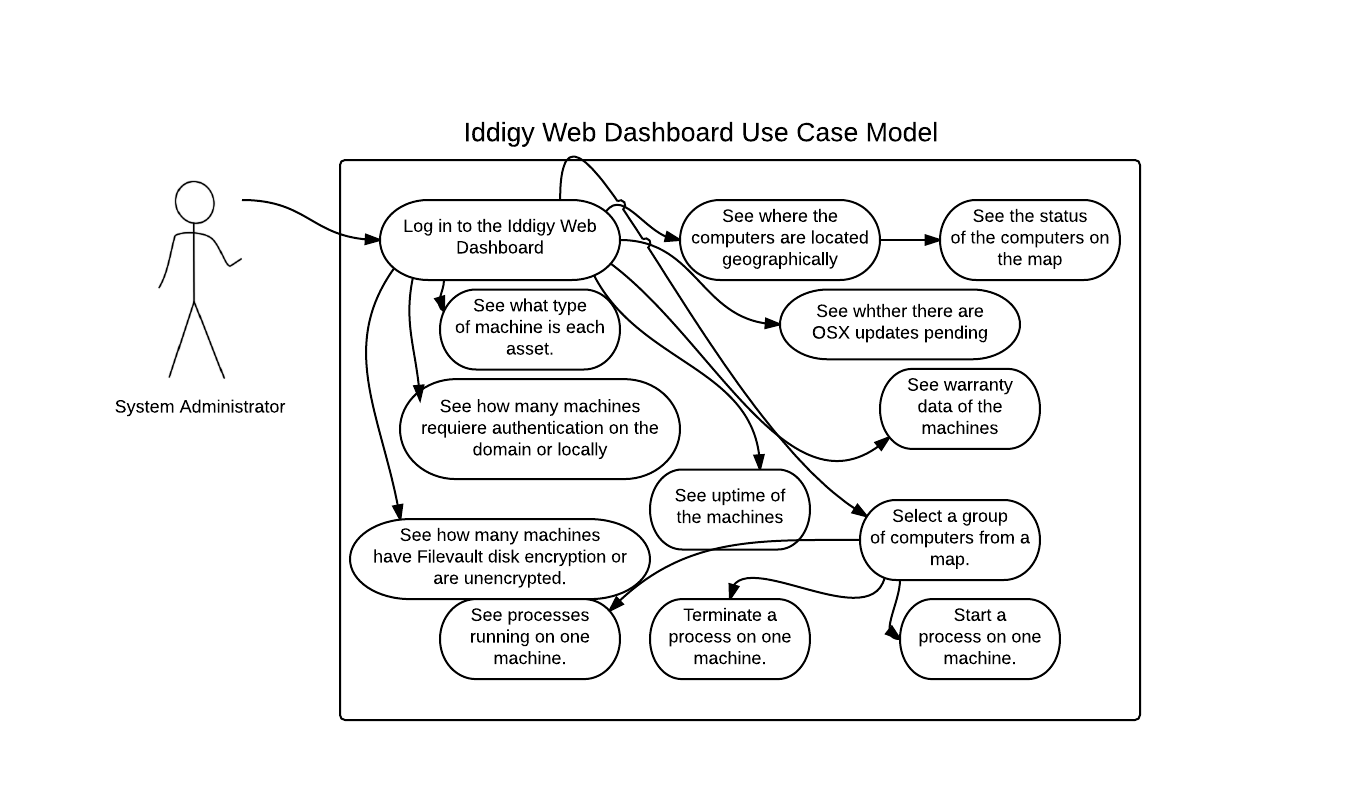 Iddigy Web Dashboard Use Case Model
System Administrator
Log in to the Iddigy Web
Dashboard
See where the
computers are located
geographically
See the status
of the computers on
the map
See what type
of machine is each
asset.
See whther there are
OSX updates pending
See how many machines
requiere authentication on the
domain or locally
See warranty
data of the
machines
See uptime of
the machines
Select a group
of computers from a
map.
See how many machines
have Filevault disk encryption or
are unencrypted.
See processes
running on one
machine.
Terminate a
process on one
machine.
Start a
process on one
machine.